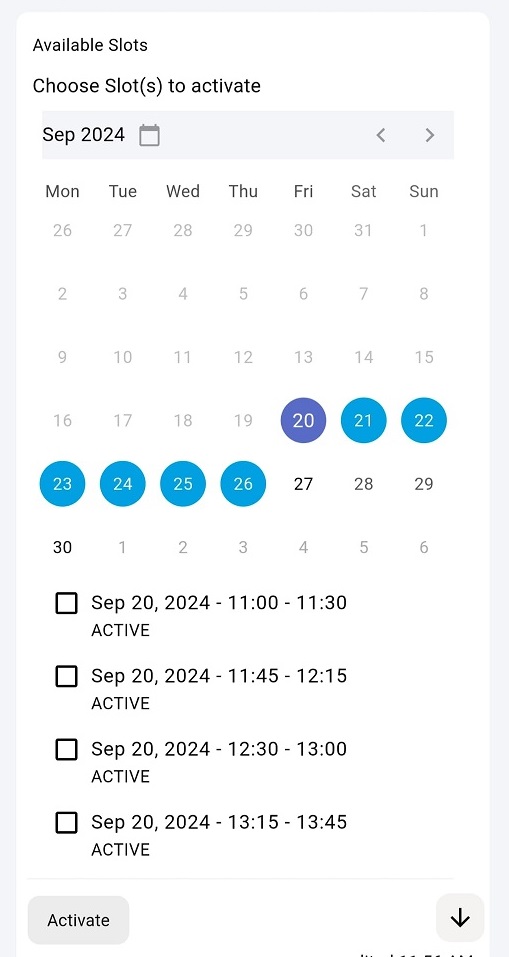 Available Slots
Choose Slot(s) to activate
Sep 2024
Mon Tue Wed Thu Fri Sat Sun
26 27 28 29 30 31 1
2 3 4 5 6 7 8
9 10 11 12 13 14 15
16 17 18 19 20 21 22
23 24 25 26 27 28 29
30 1 2 3 4 5 6
Sep 20, 2024 - 11:00 - 11:30
ACTIVE
Sep 20, 2024 - 11:45 - 12:15
ACTIVE
Sep 20, 2024 - 12:30 - 13:00
ACTIVE
Sep 20, 2024 - 13:15 - 13:45
ACTIVE
Activate